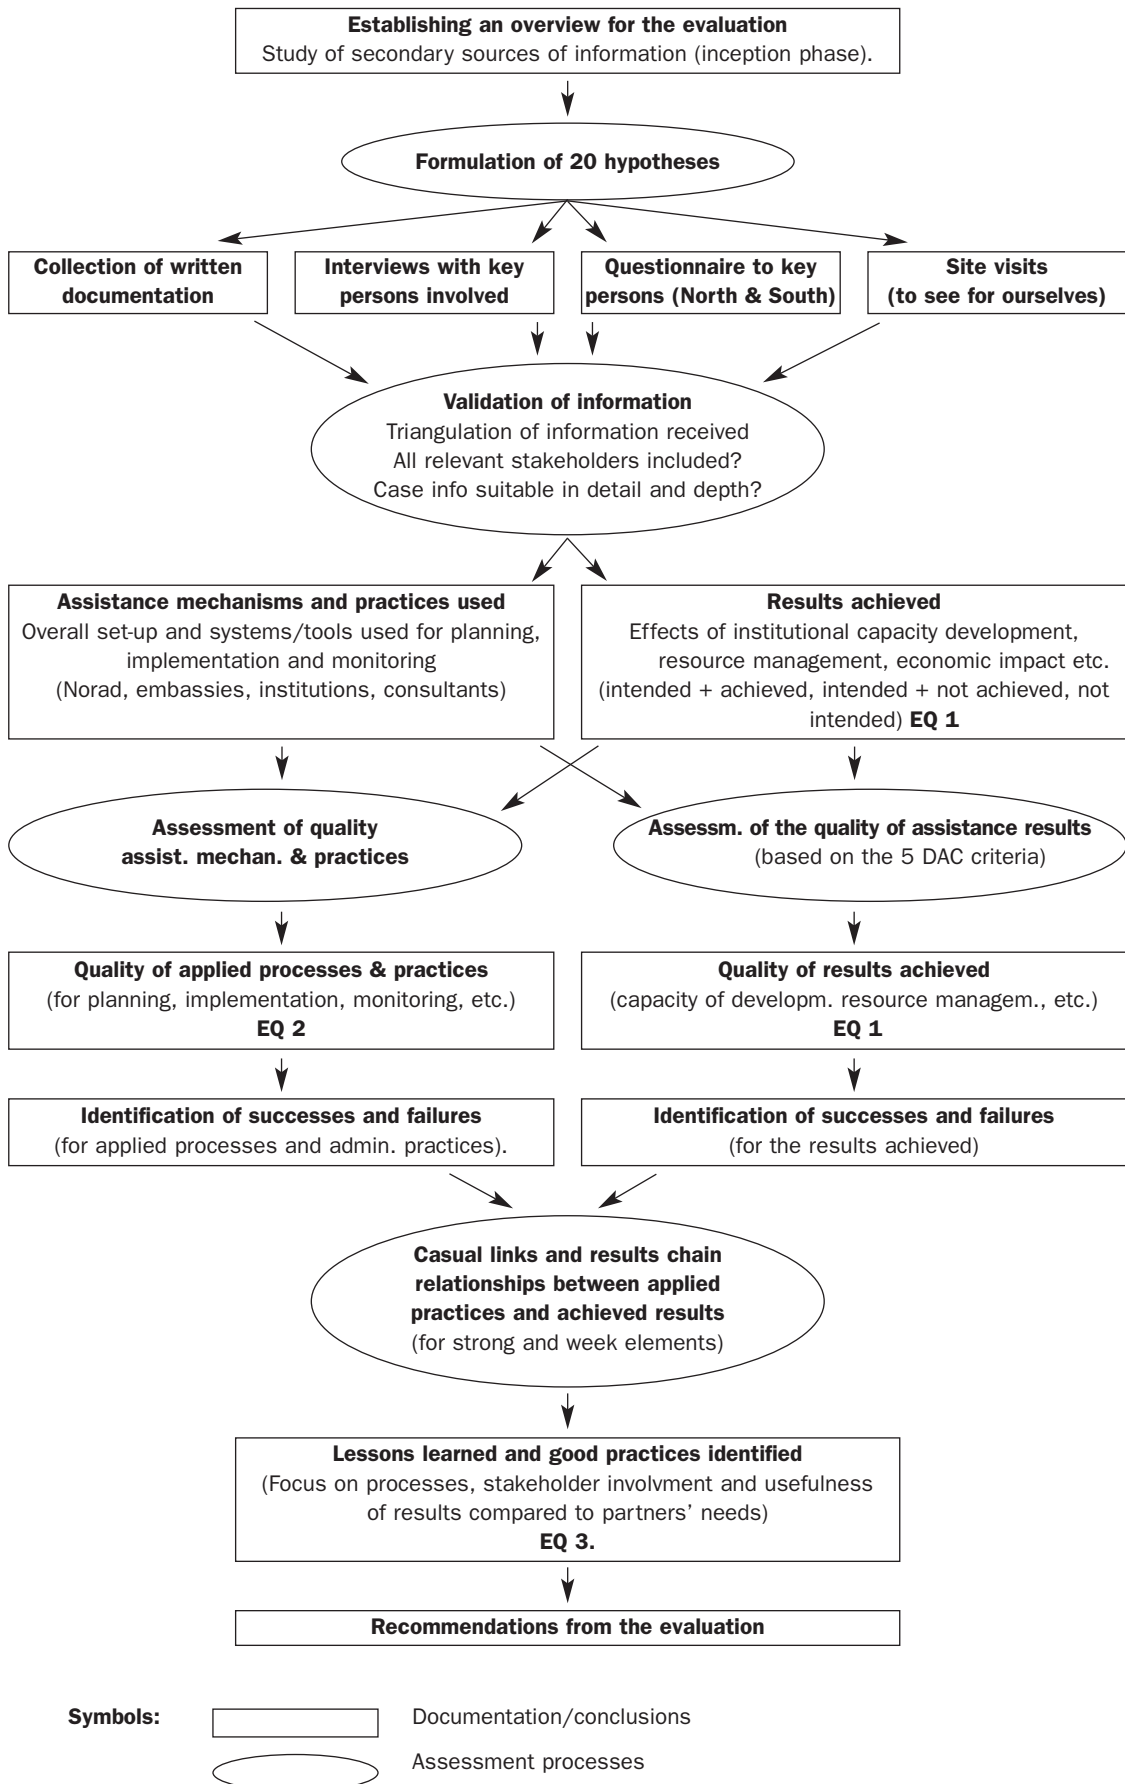 Establishing an overview for the evaluation
Study of secondary sources of information (inception phase).
Formulation of 20 hypotheses
Collection of written
documentation
Interviews with key
persons involved
Questionnaire to key
persons (North & South)
Site visits
(to see for ourselves)
Validation of information
Triangulation of information received
All relevant stakeholders included?
Case info suitable in detail and depth?
Assistance mechanisms and practices used
Overall set-up and systems/tools used for planning,
implementation and monitoring
(Norad, embassies, institutions, consultants)
Results achieved
Effects of institutional capacity development,
resource management, economic impact etc.
(intended + achieved, intended + not achieved, not
intended) EQ 1
Assessment of quality
assist. mechan. & practices
Assessm. of the quality of assistance results
(based on the 5 DAC criteria)
Quality of applied processes & practices
(for planning, implementation, monitoring, etc.)
EQ 2
Quality of results achieved
(capacity of developm. resource managem., etc.)
EQ 1
Identification of successes and failures
(for applied processes and admin. practices).
Identification of successes and failures
(for the results achieved)
Casual links and results chain
relationships between applied
practices and achieved results
(for strong and week elements)
Lessons learned and good practices identified
(Focus on processes, stakeholder involvment and usefulness
of results compared to partners’ needs)
EQ 3.
Recommendations from the evaluation
Symbols:
Documentation/conclusions
Assessment processes